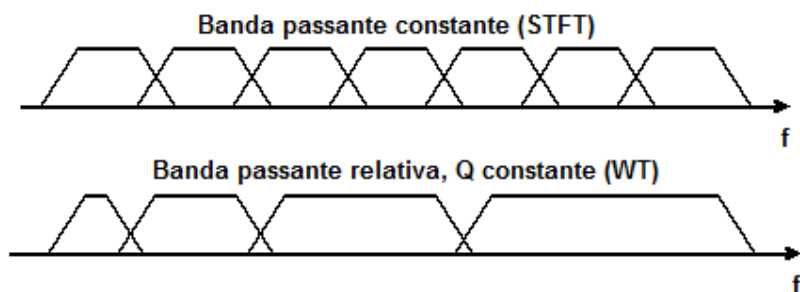 Banda passante constante (STFT)
f
Banda passante relativa, Q constante (WT)
f